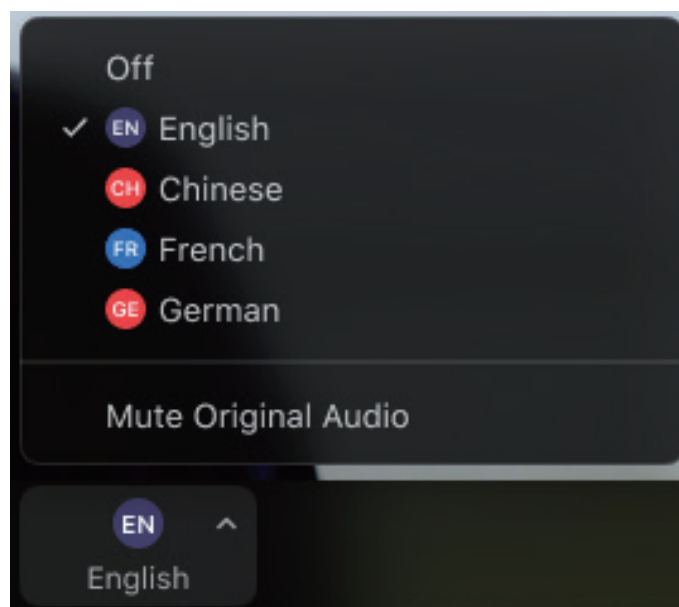 Off
EN English
CH Chinese
FR French
GE German
Mute Original Audio
EN
English